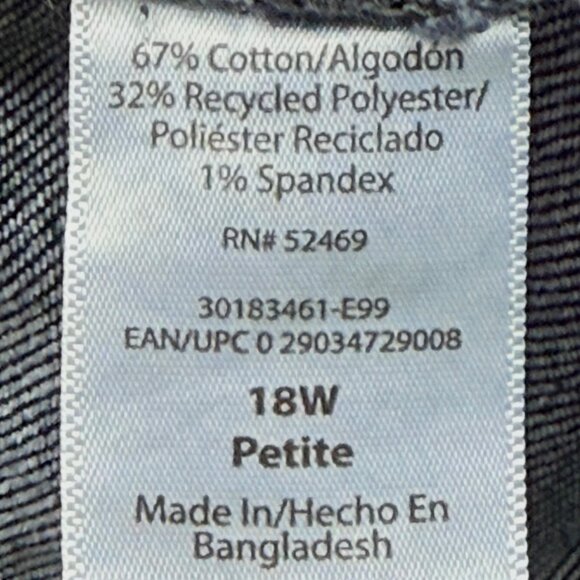 67% Cotton/Algodón
32% Recycled Polyester/
Poliéster Reciclado
1% Spandex
RN# 52469
30183461-E99
EAN/UPC 0 29034729008
18W
Petite
Made In/Hecho En
Bangladesh